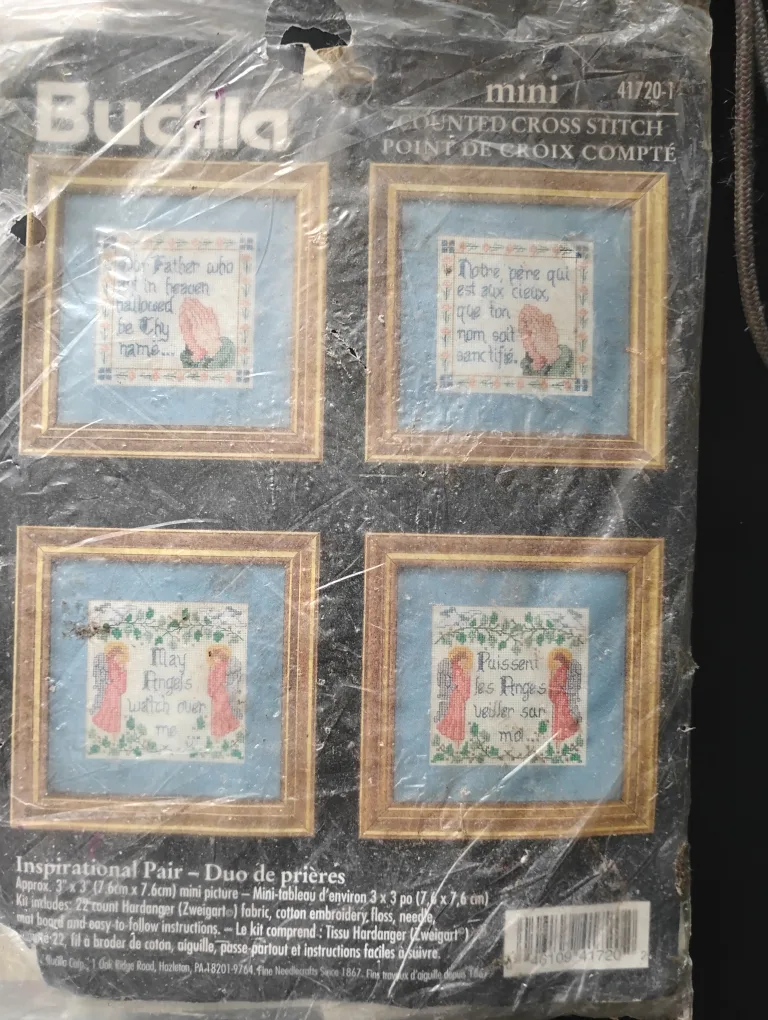 Bucilla
mini 41720-1
COUNTED CROSS STITCH
POINT DE CROIX COMPTÉ
Father who
in heaven
hallowed
be Thy
name...
Notre père qui
est aux cieux,
que ton
nom soit
sanctifié.
May
Angels
watch over
me...
Puissent
les Anges
veiller sur
moi...
Inspirational Pair – Duo de prières
Approx. 3" x 3" (7.6cm x 7.6cm) mini picture – Mini-tableau d'environ 3 x 3 po (7,6 x 7,6 cm)
Kit includes: 22 count Hardanger (Zweigart®) fabric, cotton embroidery floss, needle,
mat board and easy-to-follow instructions. – Le kit comprend : Tissu Hardanger (Zweigart®)
22, fil à broder de coton, aiguille, passe-partout et instructions faciles à suivre.
Bucilla Corp., 1 Oak Ridge Road, Hazleton, PA 18201-9764. Fine Needlecrafts Since 1867. Fins travaux d'aiguille depuis
46109 41720 2